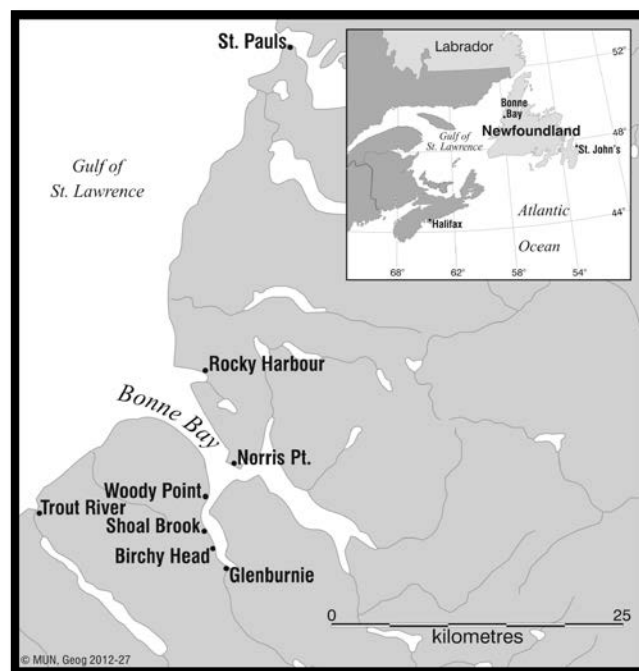 St. Pauls
Gulf of
St. Lawrence
Labrador
52°
Bonne
Bay
Gulf of
St. Lawrence
Newfoundland
48°
St. John's
Atlantic
44°
Halifax
Ocean
68°
62°
58°
54°
Rocky Harbour
Bonne Bay
Norris Pt.
Woody Point
Trout River
Shoal Brook
Birchy Head
Glenburnie
0
25
kilometres
© MUN, Geog 2012-27